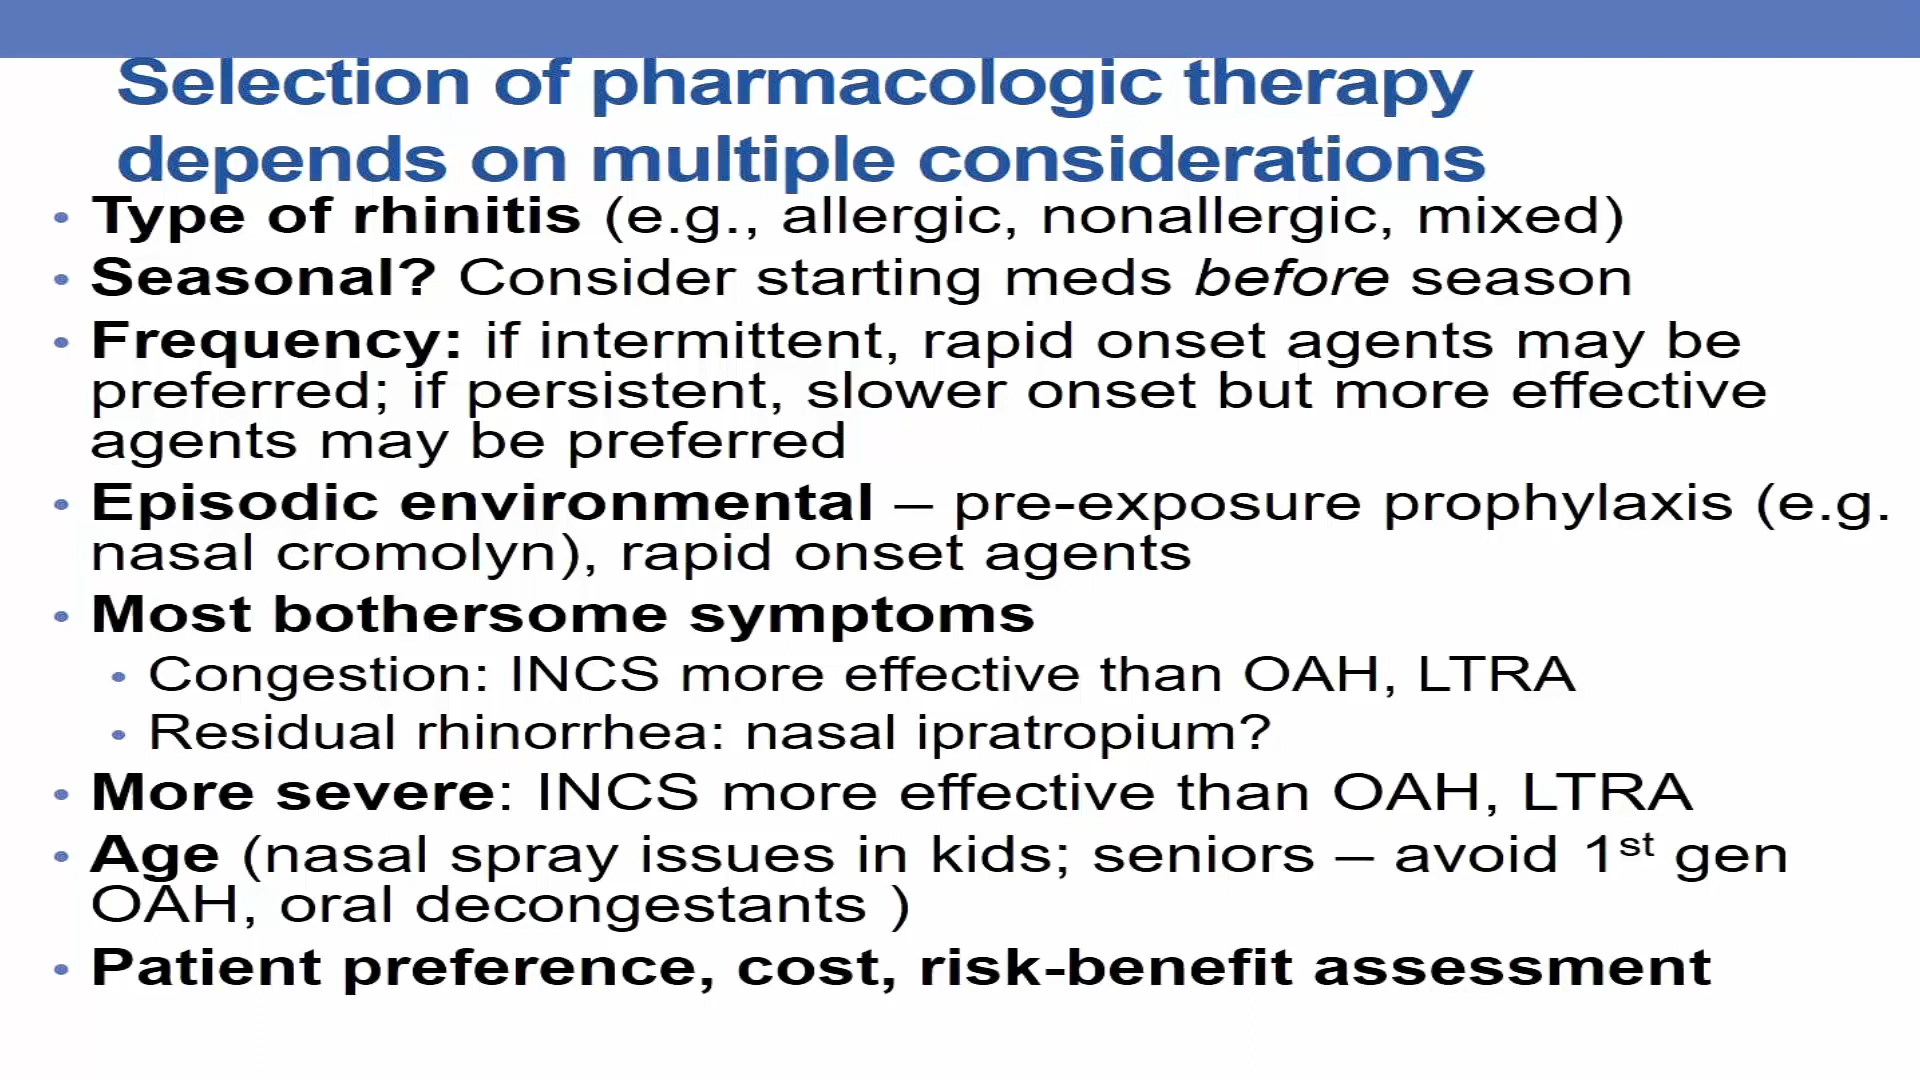 Selection of pharmacologic therapy
depends on multiple considerations
• Type of rhinitis (e.g., allergic, nonallergic, mixed)
• Seasonal? Consider starting meds before season
• Frequency: if intermittent, rapid onset agents may be
preferred; if persistent, slower onset but more effective
agents may be preferred
• Episodic environmental – pre-exposure prophylaxis (e.g.
nasal cromolyn), rapid onset agents
• Most bothersome symptoms
• Congestion: INCS more effective than OAH, LTRA
• Residual rhinorrhea: nasal ipratropium?
• More severe: INCS more effective than OAH, LTRA
• Age (nasal spray issues in kids; seniors – avoid 1st gen
OAH, oral decongestants )
• Patient preference, cost, risk-benefit assessment